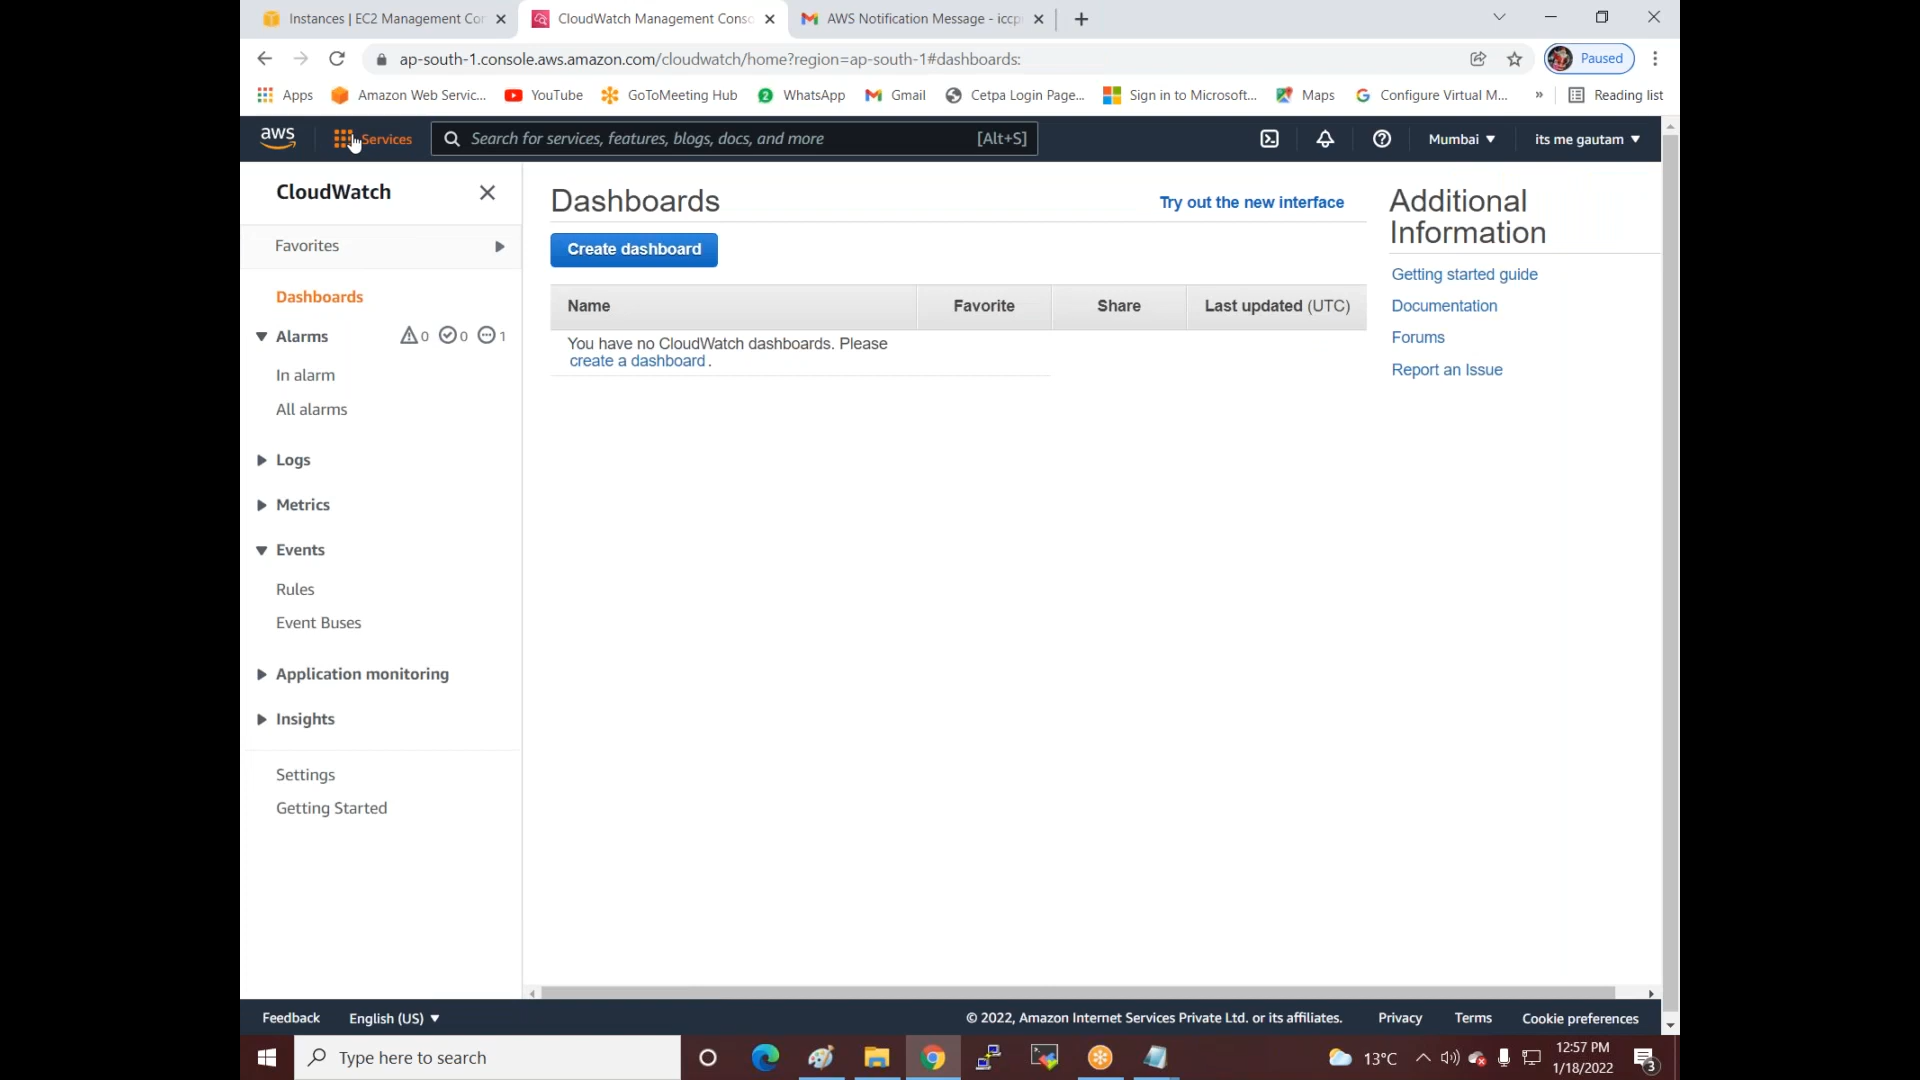 Instances | EC2 Management Cor
CloudWatch Management Conso
AWS Notification Message - iccp
ap-south-1.console.aws.amazon.com/cloudwatch/home?region=ap-south-1#dashboards:
Paused
Apps
Amazon Web Servic...
YouTube
GoToMeeting Hub
2
WhatsApp
Gmail
Cetpa Login Page...
Sign in to Microsoft...
Maps
Configure Virtual M...
»
Reading list
aws
Services
Search for services, features, blogs, docs, and more
[Alt+S]
Mumbai
its me gautam
CloudWatch
Favorites
Dashboards
Alarms
0
0
1
In alarm
All alarms
Logs
Metrics
Events
Rules
Event Buses
Application monitoring
Insights
Settings
Getting Started
Dashboards
Try out the new interface
Create dashboard
Name
Favorite
Share
Last updated (UTC)
You have no CloudWatch dashboards. Please
create a dashboard.
Additional
Information
Getting started guide
Documentation
Forums
Report an Issue
Feedback
English (US)
© 2022, Amazon Internet Services Private Ltd. or its affiliates.
Privacy
Terms
Cookie preferences
Type here to search
13°C
12:57 PM
1/18/2022
3